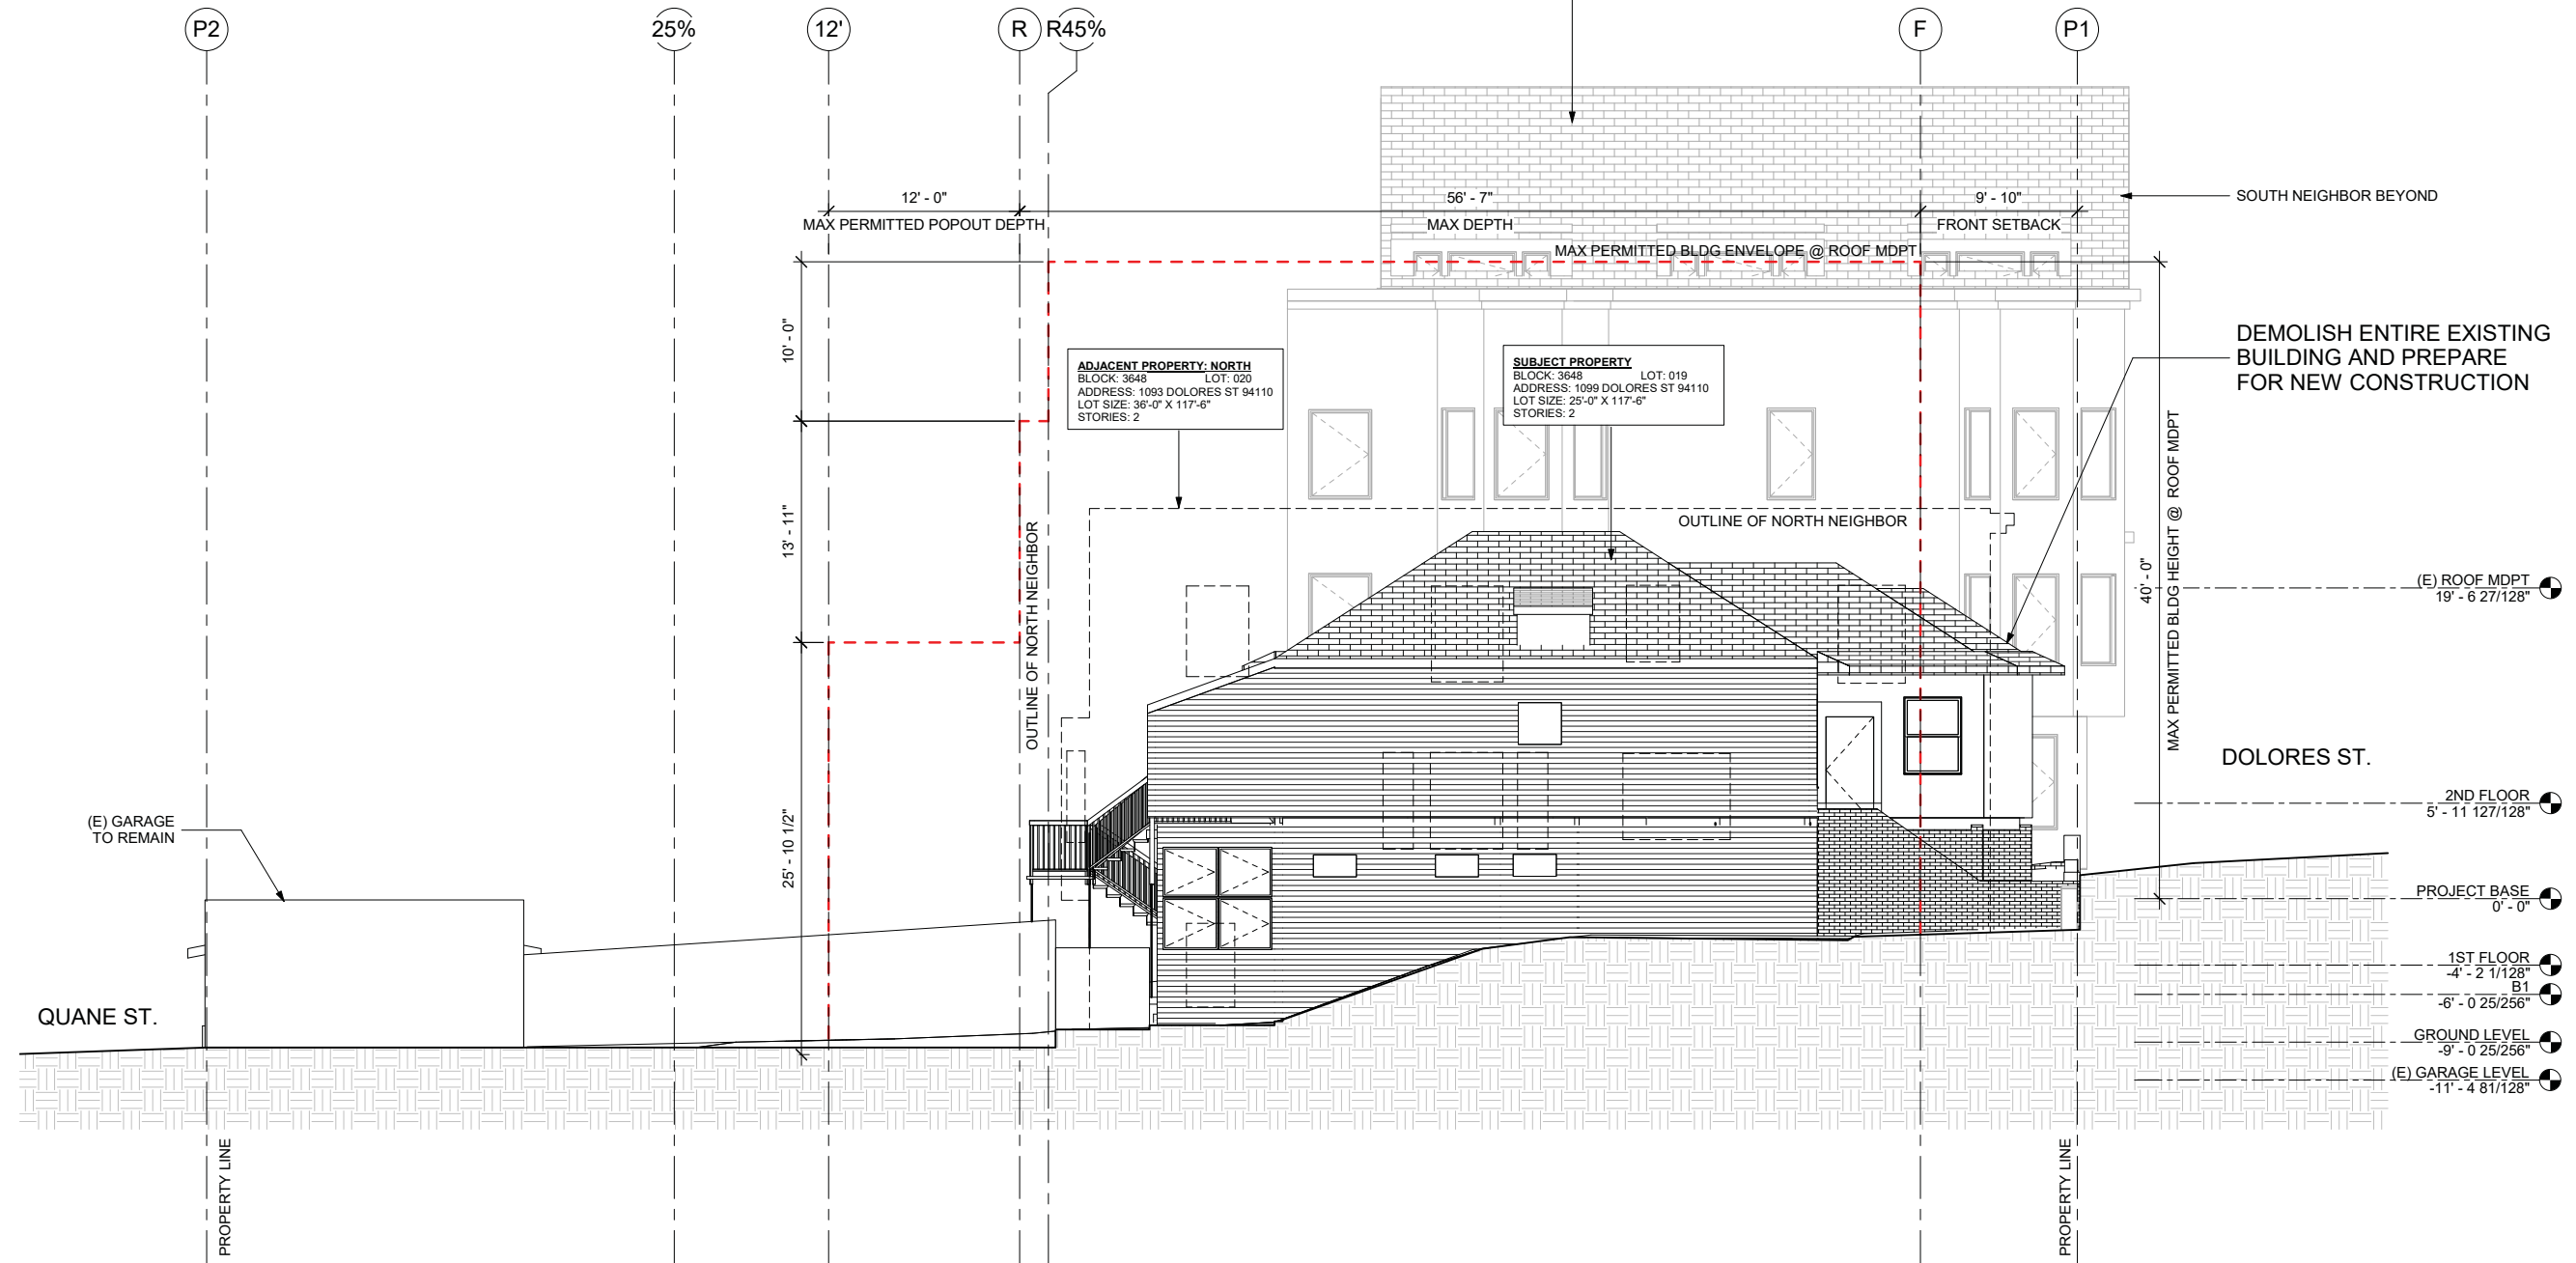 P2
25%
12'
R
R45%
F
P1
12' - 0"
56' - 7"
9' - 10"
SOUTH NEIGHBOR BEYOND
MAX PERMITTED POPOUT DEPTH
MAX DEPTH
FRONT SETBACK
MAX PERMITTED BLDG ENVELOPE @ ROOF MDPT
10' - 0"
13' - 11"
25' - 10 1/2"
ADJACENT PROPERTY: NORTH
BLOCK: 3648 LOT: 020
ADDRESS: 1093 DOLORES ST 94110
LOT SIZE: 36'-0" X 117'-6"
STORIES: 2
SUBJECT PROPERTY
BLOCK: 3648 LOT: 019
ADDRESS: 1099 DOLORES ST 94110
LOT SIZE: 25'-0" X 117'-6"
STORIES: 2
DEMOLISH ENTIRE EXISTING
BUILDING AND PREPARE
FOR NEW CONSTRUCTION
OUTLINE OF NORTH NEIGHBOR
OUTLINE OF NORTH NEIGHBOR
40' - 0"
MAX PERMITTED BLDG HEIGHT @ ROOF MDPT
(E) ROOF MDPT
19' - 6 27/128"
DOLORES ST.
2ND FLOOR
5' - 11 127/128"
(E) GARAGE
TO REMAIN
PROJECT BASE
0' - 0"
1ST FLOOR
-4' - 2 1/128"
B1
-6' - 0 25/256"
QUANE ST.
GROUND LEVEL
-9' - 0 25/256"
(E) GARAGE LEVEL
-11' - 4 81/128"
PROPERTY LINE
PROPERTY LINE